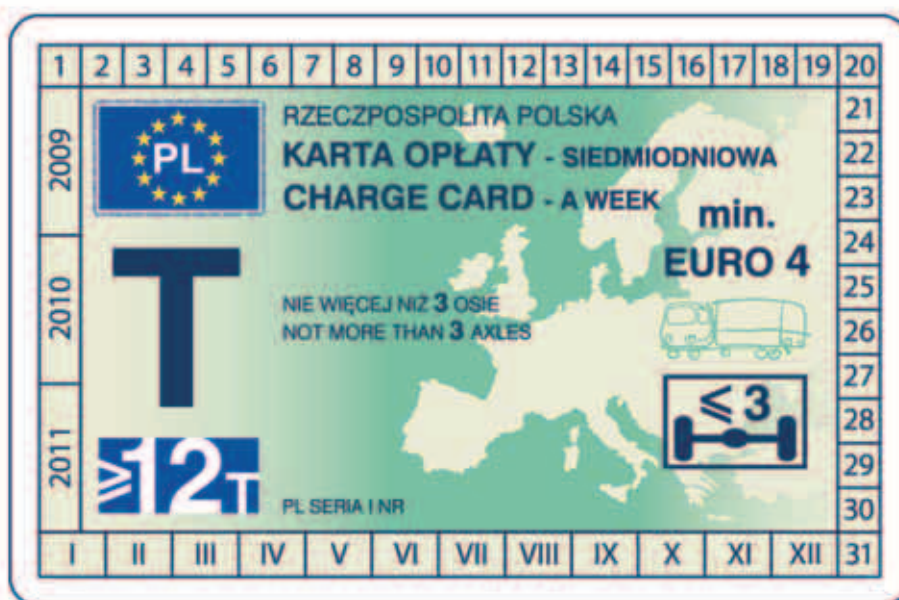 1 2 3 4 5 6 7 8 9 10 11 12 13 14 15 16 17 18 19 20
21
22
23
24
25
26
27
28
29
30
31
2009
2010
2011
PL
RZECZPOSPOLITA POLSKA
KARTA OPŁATY - SIEDMIODNIOWA
CHARGE CARD - A WEEK
min.
EURO 4
T
NIE WIĘCEJ NIŻ 3 OSIE
NOT MORE THAN 3 AXLES
≤ 3
≥12T
PL SERIA I NR
I II III IV V VI VII VIII IX X XI XII